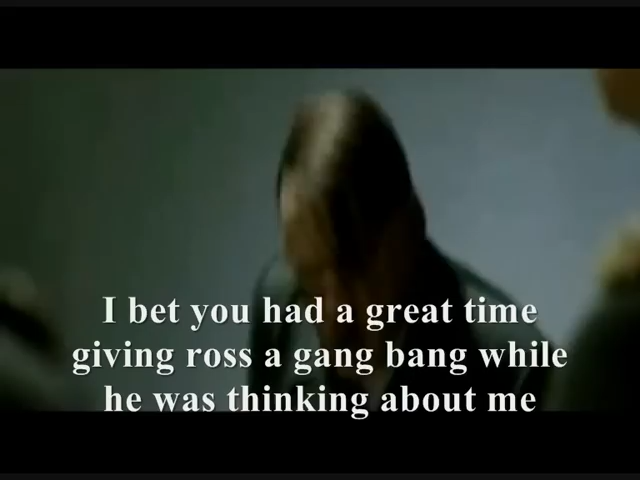 I bet you had a great time
giving ross a gang bang while
he was thinking about me